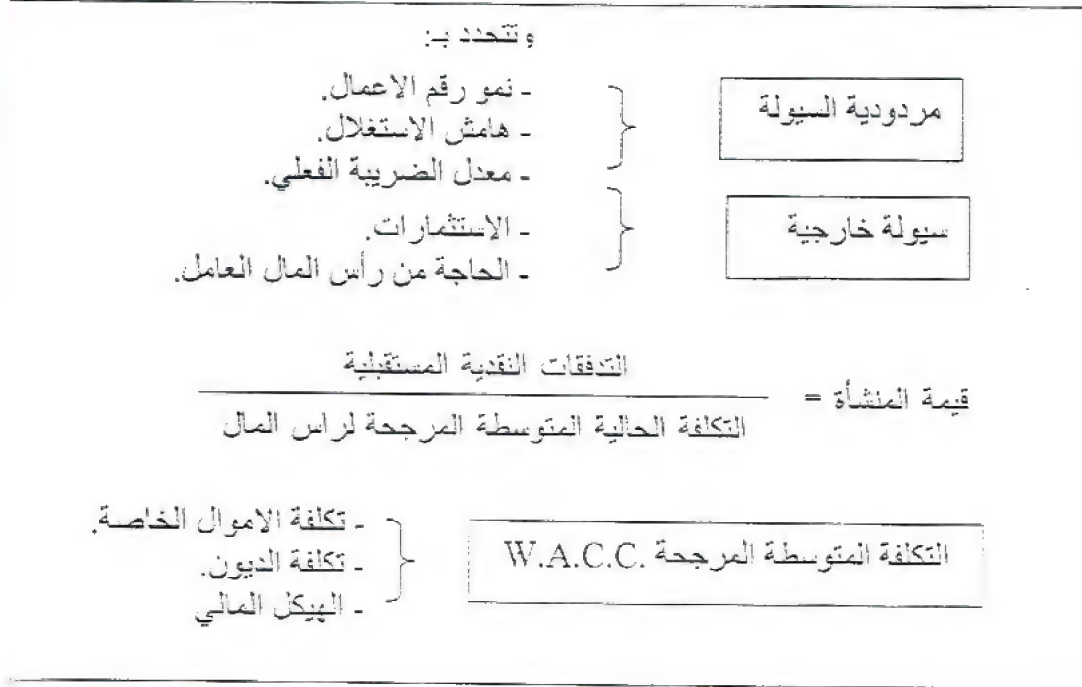 وتتحدد بـ:
مردودية السيولة
- نمو رقم الاعمال.
- هامش الاستغلال.
- معدل الضريبة الفعلي.
سيولة خارجية
- الاستثمارات.
- الحاجة من رأس المال العامل.
قيمة المنشأة =
التدفقات النقدية المستقبلية
التكلفة الحالية المتوسطة المرجحة لراس المال
التكلفة المتوسطة المرجحة W.A.C.C.
- تكلفة الاموال الخاصة.
- تكلفة الديون.
- الهيكل المالي